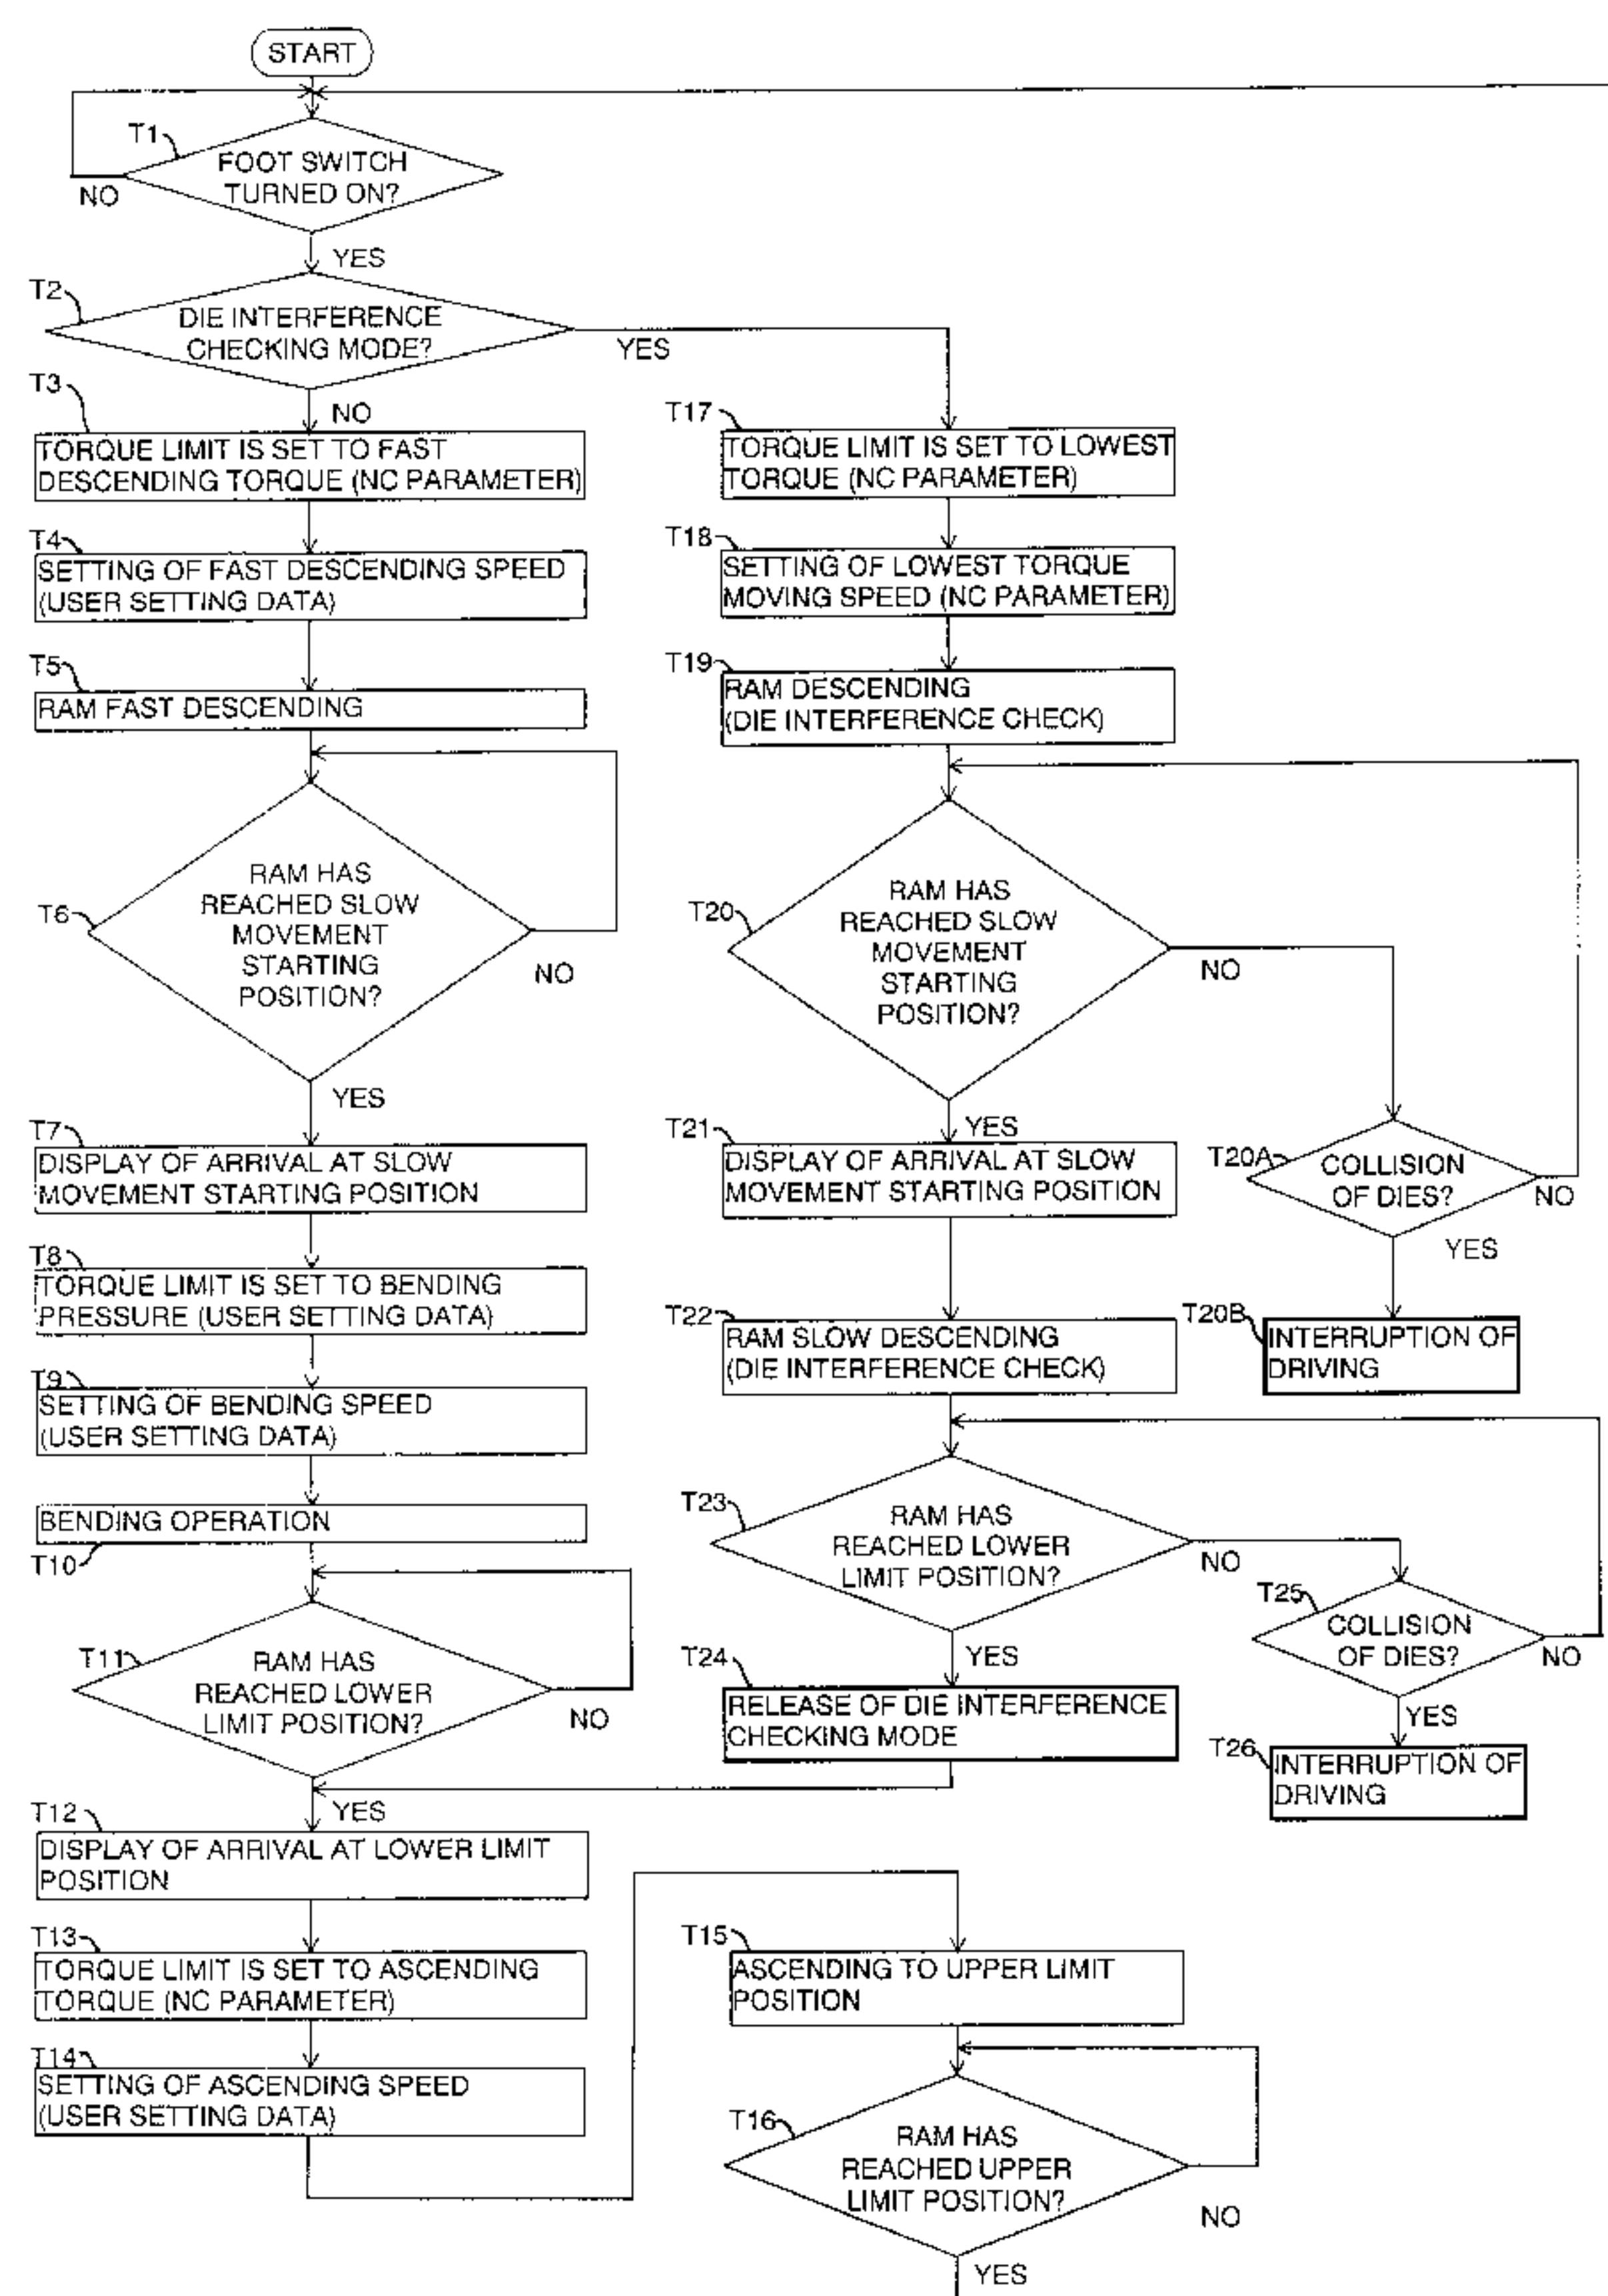 START
T1
FOOT SWITCH
TURNED ON?
NO
YES
T2
DIE INTERFERENCE
CHECKING MODE?
YES
NO
T3
TORQUE LIMIT IS SET TO FAST
DESCENDING TORQUE (NC PARAMETER)
T4
SETTING OF FAST DESCENDING SPEED
(USER SETTING DATA)
T5
RAM FAST DESCENDING
T6
RAM HAS
REACHED SLOW
MOVEMENT
STARTING
POSITION?
NO
YES
T7
DISPLAY OF ARRIVAL AT SLOW
MOVEMENT STARTING POSITION
T8
TORQUE LIMIT IS SET TO BENDING
PRESSURE (USER SETTING DATA)
T9
SETTING OF BENDING SPEED
(USER SETTING DATA)
BENDING OPERATION
T10
T11
RAM HAS
REACHED LOWER
LIMIT POSITION?
NO
YES
T12
DISPLAY OF ARRIVAL AT LOWER LIMIT
POSITION
T13
TORQUE LIMIT IS SET TO ASCENDING
TORQUE (NC PARAMETER)
T14
SETTING OF ASCENDING SPEED
(USER SETTING DATA)
T15
ASCENDING TO UPPER LIMIT
POSITION
T16
RAM HAS
REACHED UPPER
LIMIT POSITION?
NO
YES
T17
TORQUE LIMIT IS SET TO LOWEST
TORQUE (NC PARAMETER)
T18
SETTING OF LOWEST TORQUE
MOVING SPEED (NC PARAMETER)
T19
RAM DESCENDING
(DIE INTERFERENCE CHECK)
T20
RAM HAS
REACHED SLOW
MOVEMENT
STARTING
POSITION?
NO
YES
T20A
COLLISION
OF DIES?
NO
YES
T20B
INTERRUPTION OF
DRIVING
T21
DISPLAY OF ARRIVAL AT SLOW
MOVEMENT STARTING POSITION
T22
RAM SLOW DESCENDING
(DIE INTERFERENCE CHECK)
T23
RAM HAS
REACHED LOWER
LIMIT POSITION?
NO
YES
T24
RELEASE OF DIE INTERFERENCE
CHECKING MODE
T25
COLLISION
OF DIES?
NO
YES
T26
INTERRUPTION OF
DRIVING